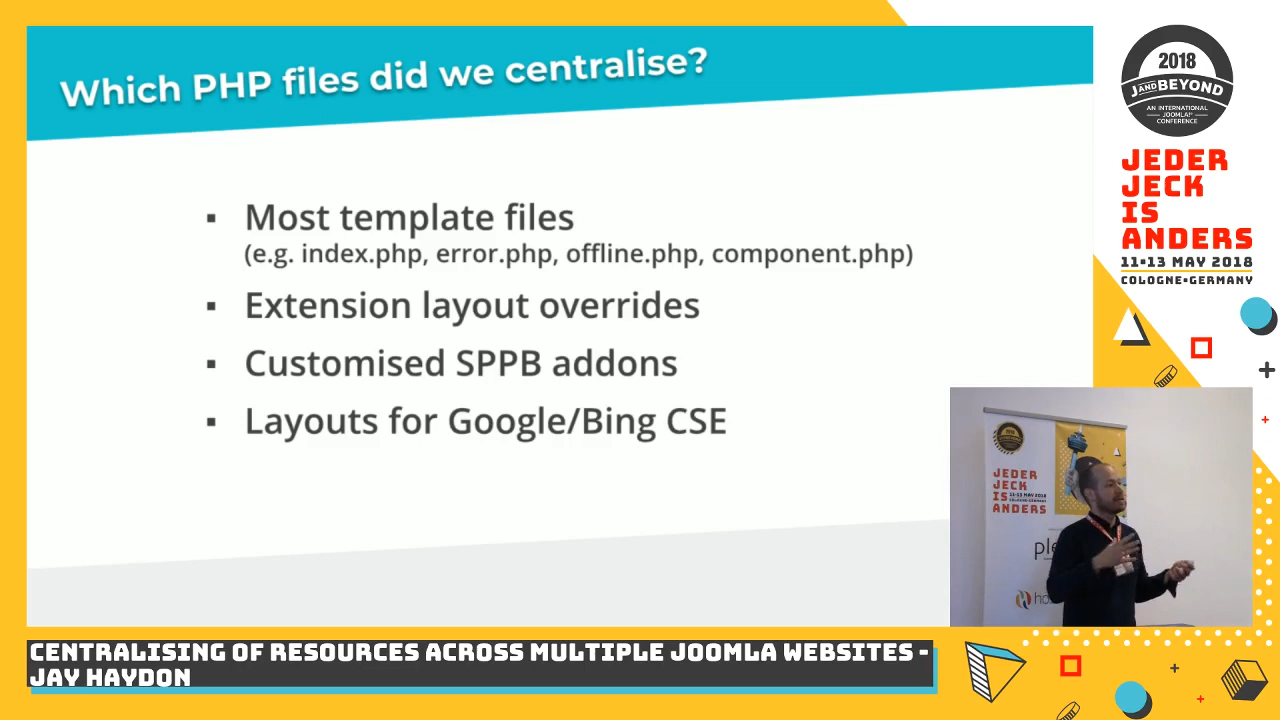 Which PHP files did we centralise?
▪ Most template files
(e.g. index.php, error.php, offline.php, component.php)
▪ Extension layout overrides
▪ Customised SPPB addons
▪ Layouts for Google/Bing CSE
2018
J AND BEYOND
AN INTERNATIONAL
JOOMLA!®
CONFERENCE
JEDER
JECK
IS
ANDERS
11-13 MAY 2018
COLOGNE▪GERMANY
JEDER
JECK
IS 11-13 MAY 2018
COLOGNE▪GERMANY
ANDERS
CENTRALISING OF RESOURCES ACROSS MULTIPLE JOOMLA WEBSITES -
JAY HAYDON